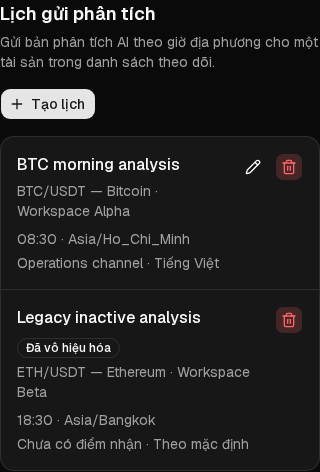 Lịch gửi phân tích
Gửi bản phân tích AI theo giờ địa phương cho một
tài sản trong danh sách theo dõi.
+ Tạo lịch
BTC morning analysis
BTC/USDT — Bitcoin ·
Workspace Alpha
08:30 · Asia/Ho_Chi_Minh
Operations channel · Tiếng Việt
Legacy inactive analysis
Đã vô hiệu hóa
ETH/USDT — Ethereum · Workspace
Beta
18:30 · Asia/Bangkok
Chưa có điểm nhận · Theo mặc định